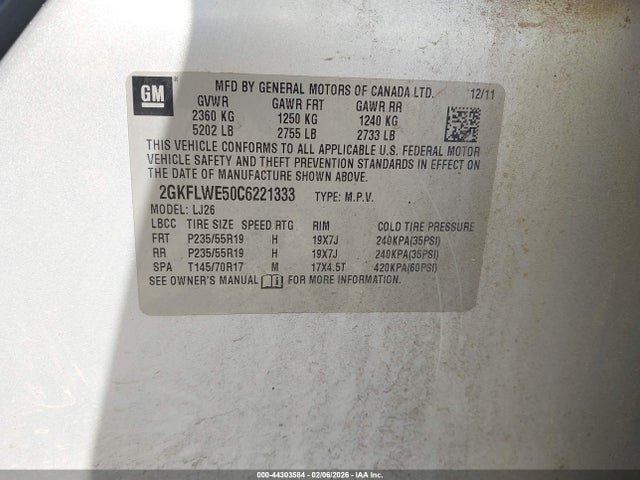 GM
MFD BY GENERAL MOTORS OF CANADA LTD. 12/11
GVWR GAWR FRT GAWR RR
2360 KG 1250 KG 1240 KG
5202 LB 2755 LB 2733 LB
THIS VEHICLE CONFORMS TO ALL APPLICABLE U.S. FEDERAL MOTOR
VEHICLE SAFETY AND THEFT PREVENTION STANDARDS IN EFFECT ON
THE DATE OF MANUFACTURE SHOWN ABOVE.
2GKFLWE50C6221333 TYPE: M.P.V.
MODEL: LJ26
LBCC TIRE SIZE SPEED RTG RIM COLD TIRE PRESSURE
FRT P235/55R19 H 19X7J 240KPA(35PSI)
RR P235/55R19 H 19X7J 240KPA(35PSI)
SPA T145/70R17 M 17X4.5T 420KPA(60PSI)
SEE OWNER'S MANUAL FOR MORE INFORMATION.
000-44303584 - 02/06/2026 - IAAI.COM